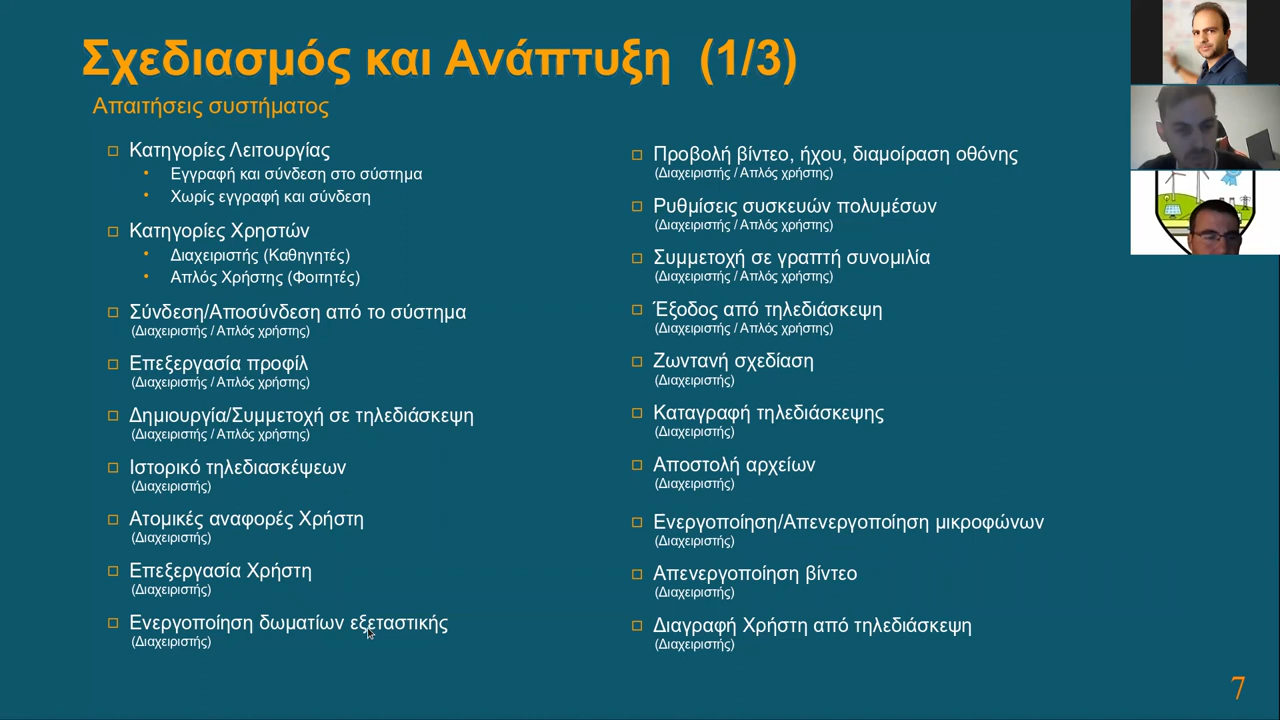 Σχεδιασμός και Ανάπτυξη (1/3)
Απαιτήσεις συστήματος
Κατηγορίες Λειτουργίας
Εγγραφή και σύνδεση στο σύστημα
Χωρίς εγγραφή και σύνδεση
Κατηγορίες Χρηστών
Διαχειριστής (Καθηγητές)
Απλός Χρήστης (Φοιτητές)
Σύνδεση/Αποσύνδεση από το σύστημα
(Διαχειριστής / Απλός χρήστης)
Επεξεργασία προφίλ
(Διαχειριστής / Απλός χρήστης)
Δημιουργία/Συμμετοχή σε τηλεδιάσκεψη
(Διαχειριστής / Απλός χρήστης)
Ιστορικό τηλεδιασκέψεων
(Διαχειριστής)
Ατομικές αναφορές Χρήστη
(Διαχειριστής)
Επεξεργασία Χρήστη
(Διαχειριστής)
Ενεργοποίηση δωματίων εξεταστικής
(Διαχειριστής)
Προβολή βίντεο, ήχου, διαμοίραση οθόνης
(Διαχειριστής / Απλός χρήστης)
Ρυθμίσεις συσκευών πολυμέσων
(Διαχειριστής / Απλός χρήστης)
Συμμετοχή σε γραπτή συνομιλία
(Διαχειριστής / Απλός χρήστης)
Έξοδος από τηλεδιάσκεψη
(Διαχειριστής / Απλός χρήστης)
Ζωντανή σχεδίαση
(Διαχειριστής)
Καταγραφή τηλεδιάσκεψης
(Διαχειριστής)
Αποστολή αρχείων
(Διαχειριστής)
Ενεργοποίηση/Απενεργοποίηση μικροφώνων
(Διαχειριστής)
Απενεργοποίηση βίντεο
(Διαχειριστής)
Διαγραφή Χρήστη από τηλεδιάσκεψη
(Διαχειριστής)
7